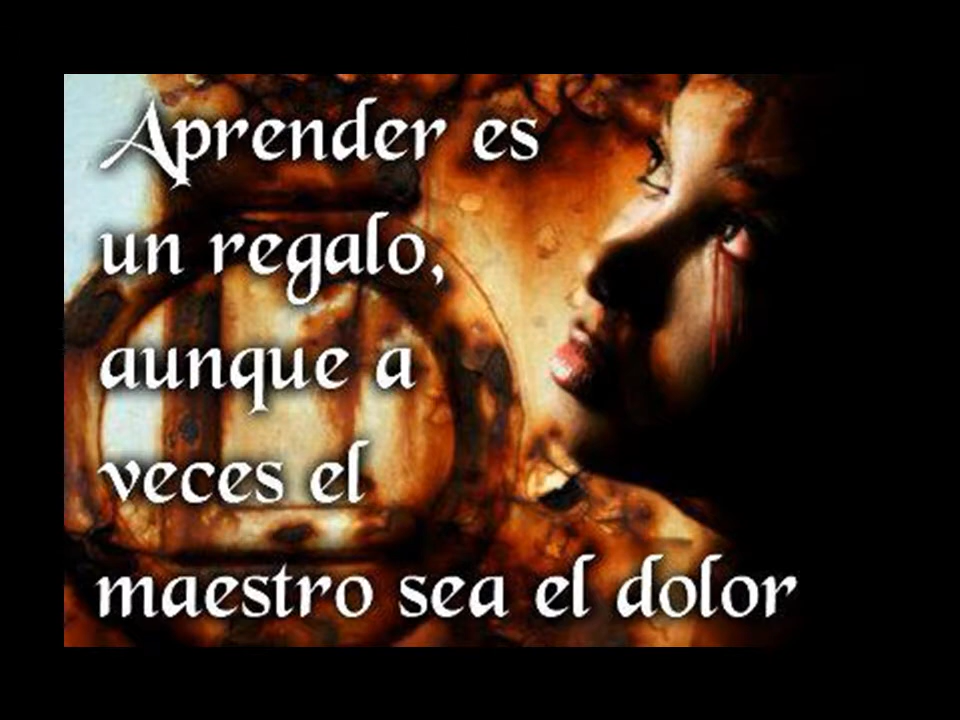 Aprender es
un regalo,
aunque a
veces el
maestro sea el dolor